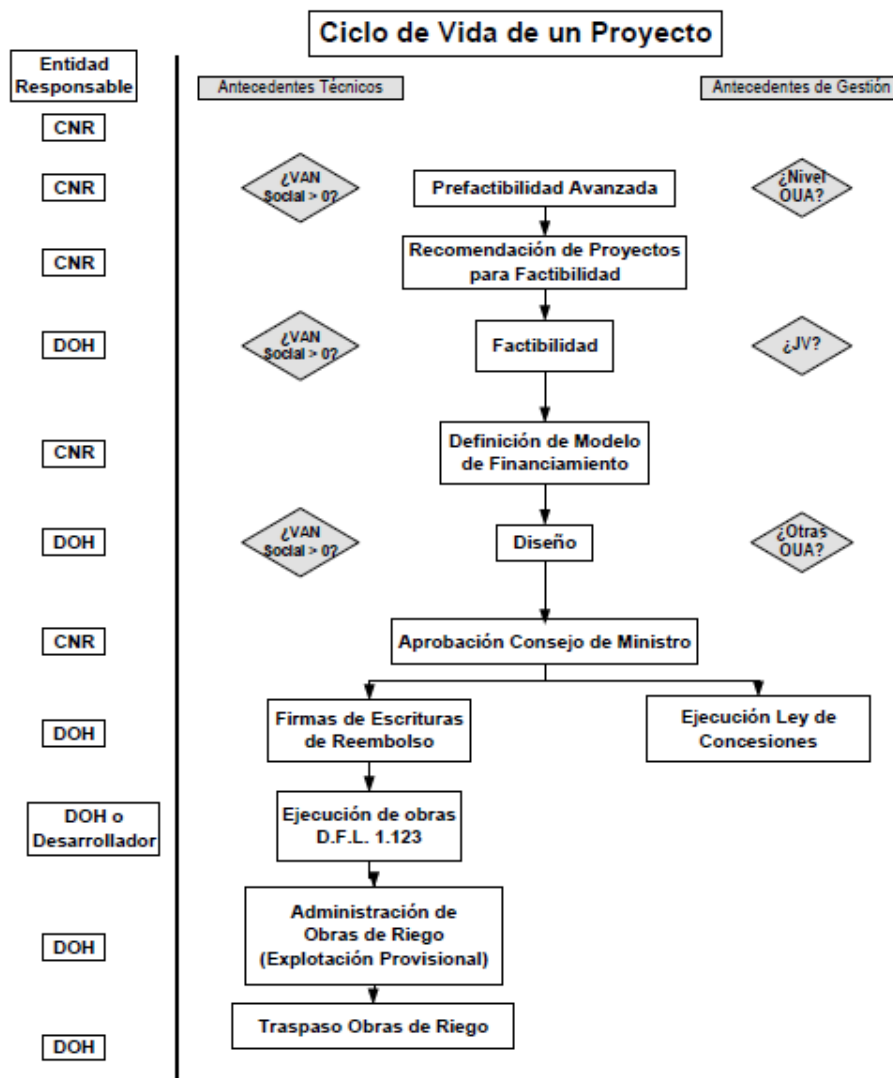 Ciclo de Vida de un Proyecto
Entidad
Responsable
Antecedentes Técnicos
Antecedentes de Gestión
CNR
CNR
¿VAN
Social > 0?
Prefactibilidad Avanzada
¿Nivel
OUA?
CNR
Recomendación de Proyectos
para Factibilidad
DOH
¿VAN
Social > 0?
Factibilidad
¿JV?
CNR
Definición de Modelo
de Financiamiento
DOH
¿VAN
Social > 0?
Diseño
¿Otras
OUA?
CNR
Aprobación Consejo de Ministro
DOH
Firmas de Escrituras
de Reembolso
Ejecución Ley de
Concesiones
DOH o
Desarrollador
Ejecución de obras
D.F.L. 1.123
DOH
Administración de
Obras de Riego
(Explotación Provisional)
DOH
Traspaso Obras de Riego